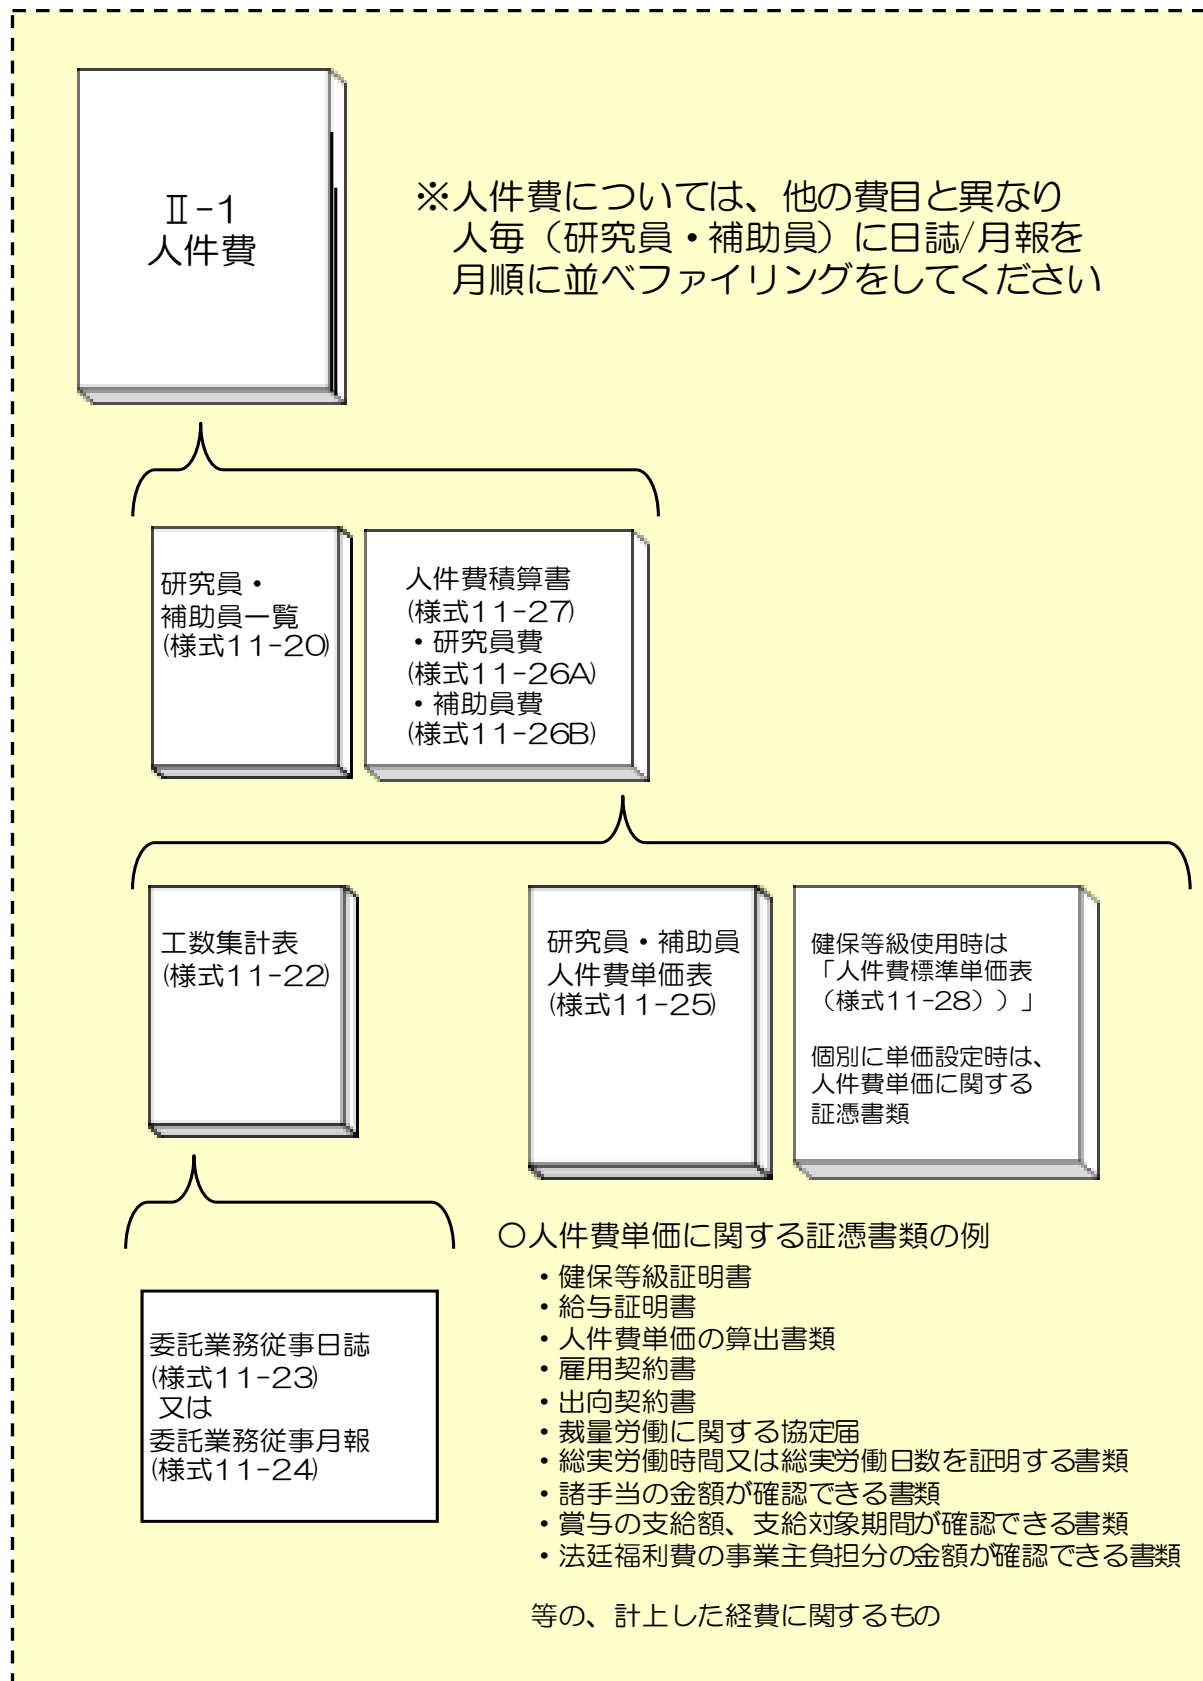 Ⅱ-1
人件費
※人件費については、他の費目と異なり
人毎（研究員・補助員）に日誌/月報を
月順に並べファイリングをしてください
研究員・
補助員一覧
(様式11-20)
人件費積算書
(様式11-27)
・研究員費
(様式11-26A)
・補助員費
(様式11-26B)
工数集計表
(様式11-22)
研究員・補助員
人件費単価表
(様式11-25)
健保等級使用時は
「人件費標準単価表
（様式11-28））」
個別に単価設定時は、
人件費単価に関する
証憑書類
委託業務従事日誌
(様式11-23)
又は
委託業務従事月報
(様式11-24)
〇人件費単価に関する証憑書類の例
・健保等級証明書
・給与証明書
・人件費単価の算出書類
・雇用契約書
・出向契約書
・裁量労働に関する協定届
・総実労働時間又は総実労働日数を証明する書類
・諸手当の金額が確認できる書類
・賞与の支給額、支給対象期間が確認できる書類
・法廷福利費の事業主負担分の金額が確認できる書類
等の、計上した経費に関するもの